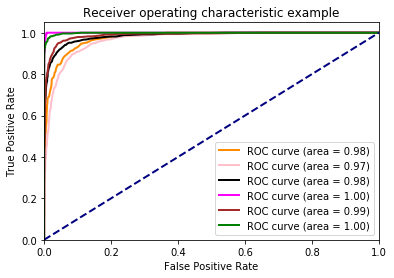 Receiver operating characteristic example
True Positive Rate
1.0
0.8
0.6
0.4
0.2
0.0
ROC curve (area = 0.98)
ROC curve (area = 0.97)
ROC curve (area = 0.98)
ROC curve (area = 1.00)
ROC curve (area = 0.99)
ROC curve (area = 1.00)
0.0 0.2 0.4 0.6 0.8 1.0
False Positive Rate